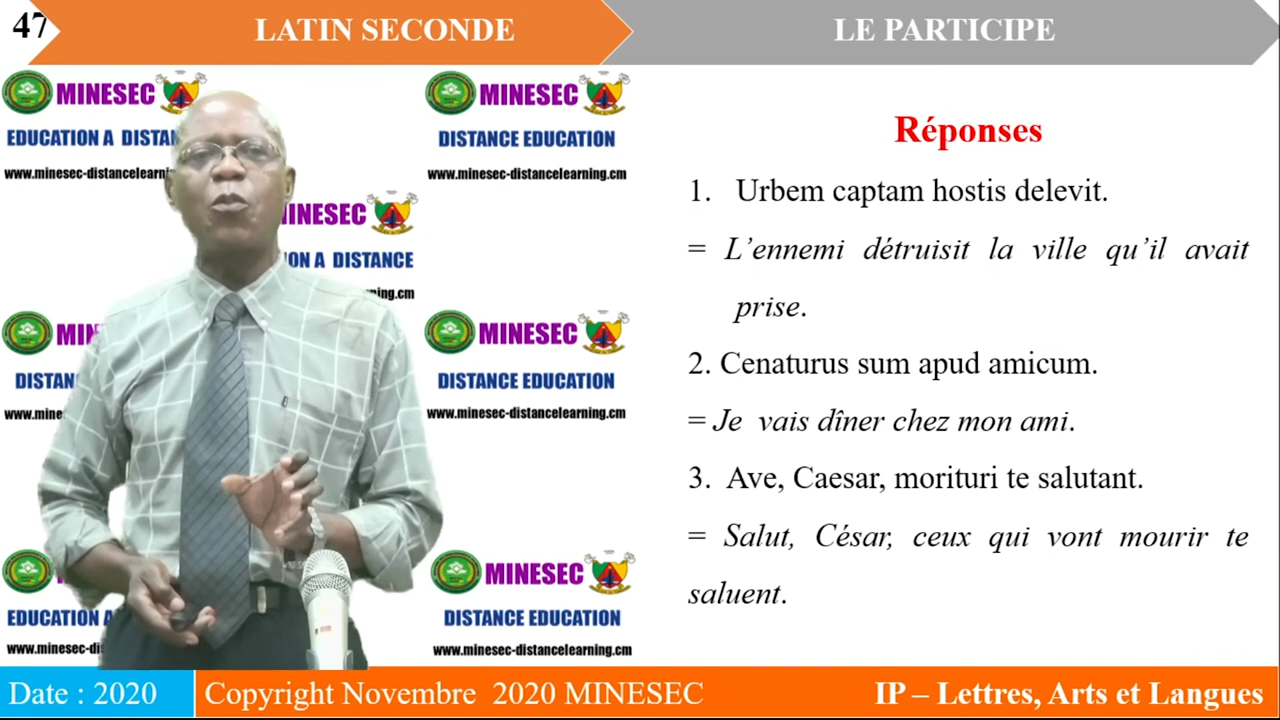 47
LATIN SECONDE
LE PARTICIPE
MINESEC
EDUCATION A
www.minesec-distancelearning
MINESEC
DISTANCE EDUCATION
www.minesec-distancelearning.cm
MINESEC
A DISTANCE
MINESEC
DISTANCE EDUCATION
www.minesec-distancelearning.cm
MINESEC
DISTANCE EDUCATION
www.minesec-distancelearning.cm
EDUCATION A
Réponses
1. Urbem captam hostis delevit.
= L’ennemi détruisit la ville qu’il avait
prise.
2. Cenaturus sum apud amicum.
= Je vais dîner chez mon ami.
3. Ave, Caesar, morituri te salutant.
= Salut, César, ceux qui vont mourir te
saluent.
Date : 2020
Copyright Novembre 2020 MINESEC
IP – Lettres, Arts et Langues